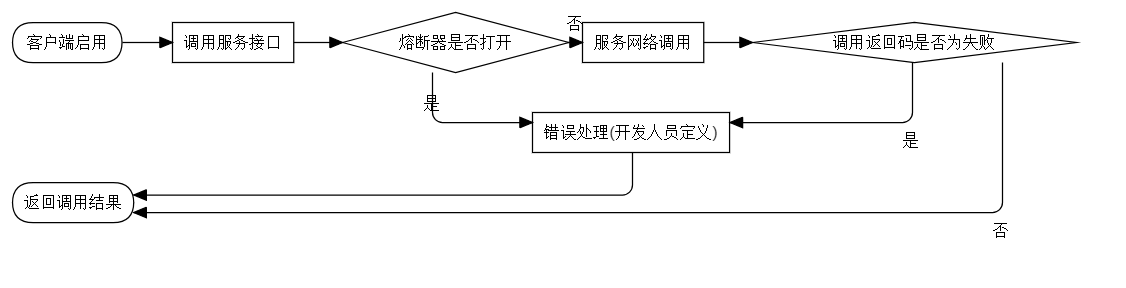 客户端启用
调用服务接口
熔断器是否打开
否
服务网络调用
调用返回码是否为失败
是
错误处理(开发人员定义)
是
返回调用结果
否